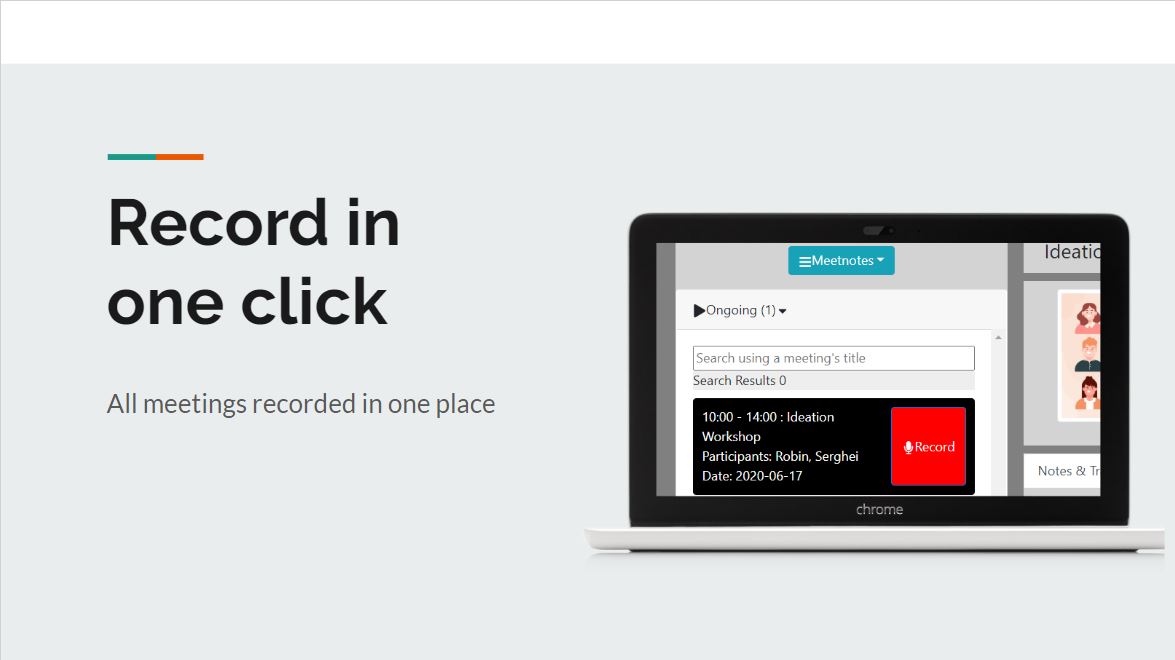 Record in
one click
All meetings recorded in one place
Meetnotes
Ongoing (1)
Search using a meeting's title
Search Results 0
10:00 - 14:00 : Ideation
Workshop
Participants: Robin, Serghei
Date: 2020-06-17
Record
Ideatic
Notes & Tr
chrome